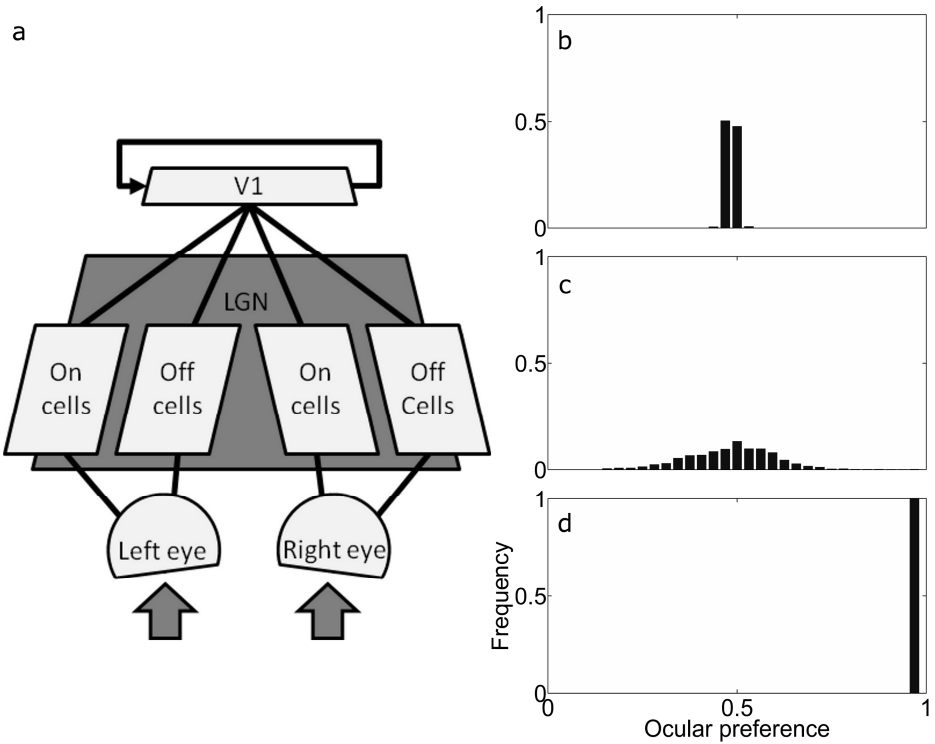 a
V1
LGN
On
cells
Off
cells
On
cells
Off
Cells
Left eye
Right eye
b
1
0.5
0
c
1
0.5
0
d
1
0.5
0
0
0.5
1
Frequency
Ocular preference